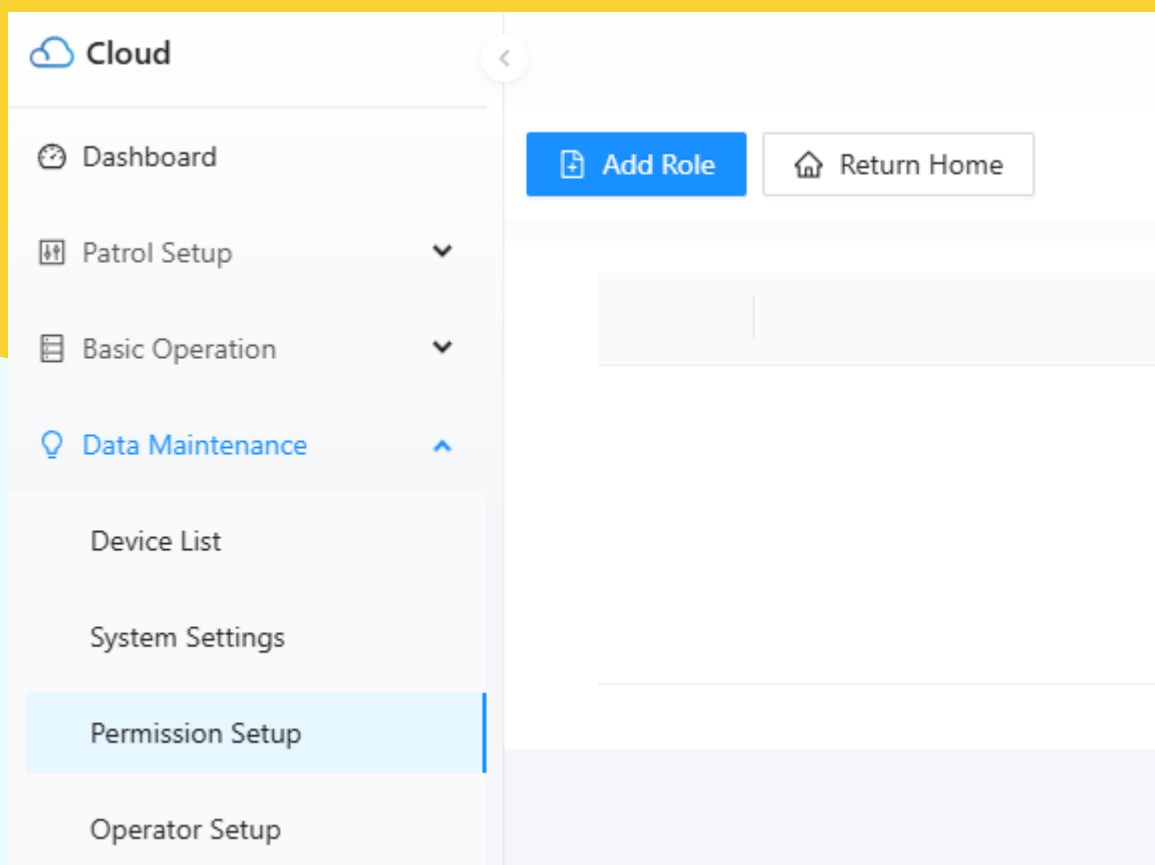 Cloud
Dashboard
Patrol Setup
Basic Operation
Data Maintenance
Device List
System Settings
Permission Setup
Operator Setup
Add Role
Return Home